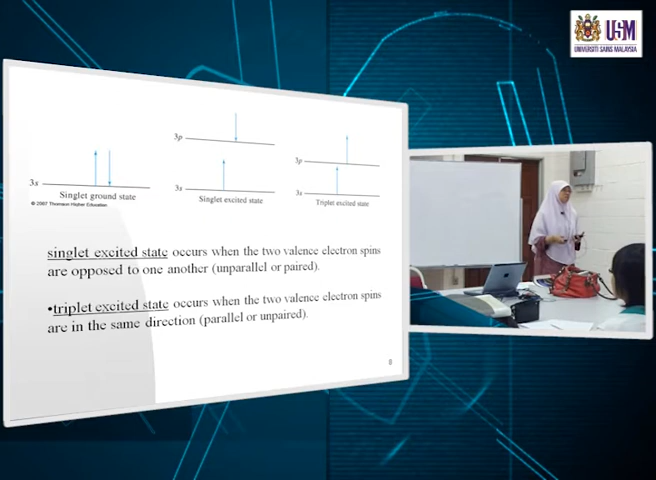 USM
UNIVERSITI SAINS MALAYSIA
3p
3p
3s
3s
3s
Singlet ground state
Singlet excited state
Triplet excited state
© 2007 Thomson Higher Education
singlet excited state occurs when the two valence electron spins
are opposed to one another (unparallel or paired).
•triplet excited state occurs when the two valence electron spins
are in the same direction (parallel or unpaired).
8